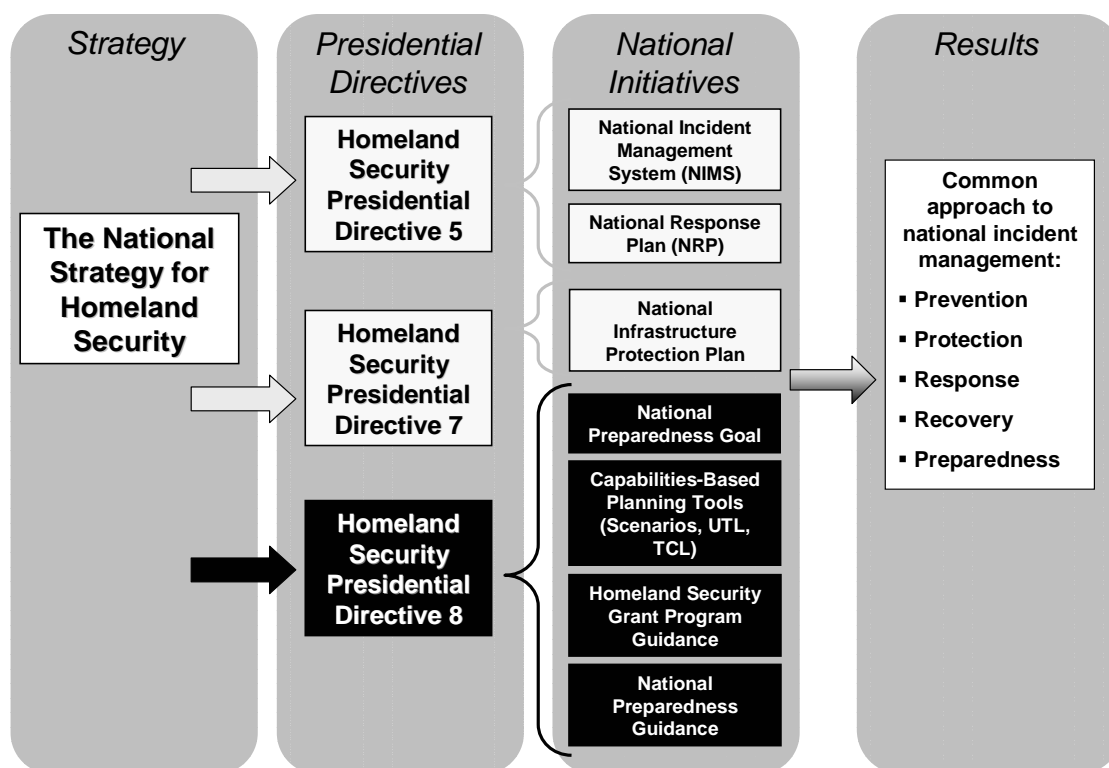 Strategy
The National
Strategy for
Homeland
Security
Presidential
Directives
Homeland
Security
Presidential
Directive 5
Homeland
Security
Presidential
Directive 7
Homeland
Security
Presidential
Directive 8
National
Initiatives
National Incident
Management
System (NIMS)
National Response
Plan (NRP)
National
Infrastructure
Protection Plan
National
Preparedness Goal
Capabilities-Based
Planning Tools
(Scenarios, UTL,
TCL)
Homeland Security
Grant Program
Guidance
National
Preparedness
Guidance
Results
Common
approach to
national incident
management:
▪ Prevention
▪ Protection
▪ Response
▪ Recovery
▪ Preparedness